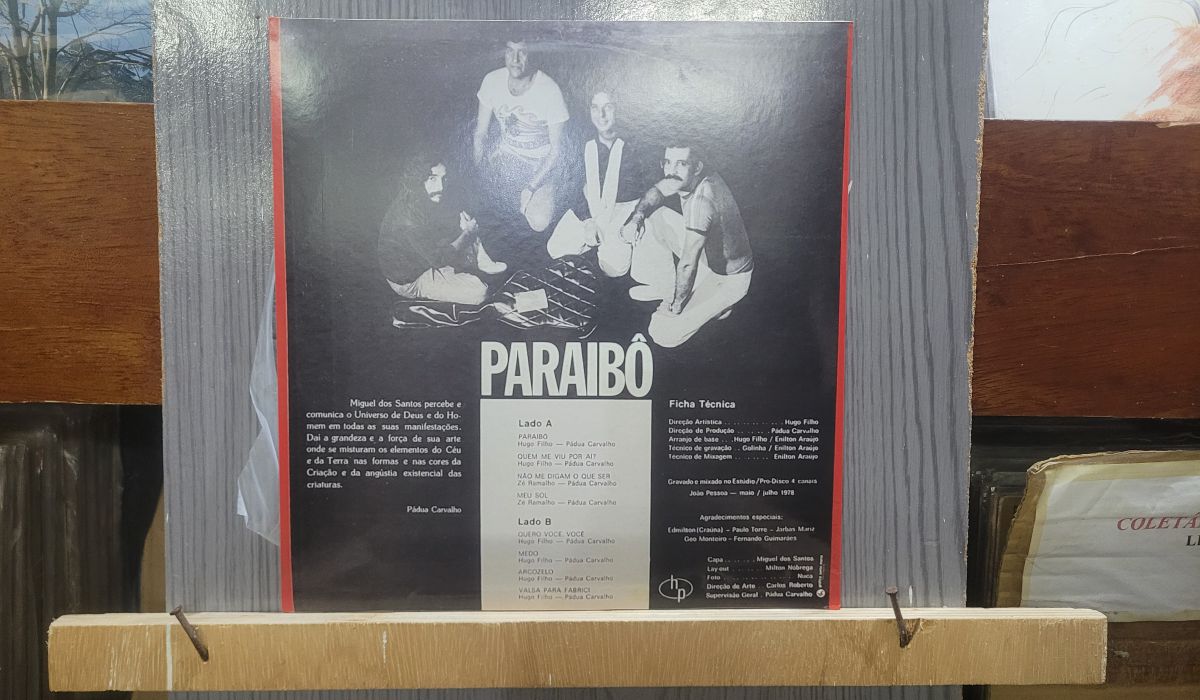 PARAIBÔ
Miguel dos Santos percebe e
comunica o Universo de Deus e do Ho-
mem em todas as suas manifestações.
Dai a grandeza e a força de sua arte
onde se misturam os elementos do Céu
e da Terra nas formas e nas cores da
Criação e da angústia existencial das
criaturas.
Pádua Carvalho
Lado A
PARAIBÔ
Hugo Filho — Pádua Carvalho
QUEM ME VIU POR AI?
Hugo Filho — Pádua Carvalho
NÃO ME DIGAM O QUE SER
Zé Ramalho — Pádua Carvalho
MEU SOL
Zé Ramalho — Pádua Carvalho
Lado B
QUERO VOCÊ, VOCÊ
Hugo Filho — Pádua Carvalho
MEDO
Hugo Filho — Pádua Carvalho
ARCOZELO
Hugo Filho — Pádua Carvalho
VALSA PARA FABRICI
Hugo Filho — Pádua Carvalho
Ficha Técnica
Direção Artística . . . . . . . . . . . . . Hugo Filho
Direção de Produção . . . . . . . Pádua Carvalho
Arranjo de base . . .Hugo Filho / Enilton Araújo
Técnico de gravação . . Golinha / Enilton Araújo
Técnico de Mixagem . . . . . . . Enilton Araújo
Gravado e mixado no Estúdio/Pro-Disco 4 canais
João Pessoa — maio / julho 1978
Agradecimentos especiais:
Edmilton(Craúna) – Paulo Torre – Jarbas Mariz
Geo Monteiro – Fernando Guimarães
Capa . . . . . . Miguel dos Santos
Lay-out . . . . . . . Milton Nóbrega
Foto . . . . . . . . . . . . . . . Nuca
Direção de Arte . . Carlos Roberto
Supervisão Geral . Pádua Carvalho
hp
COLETÂ